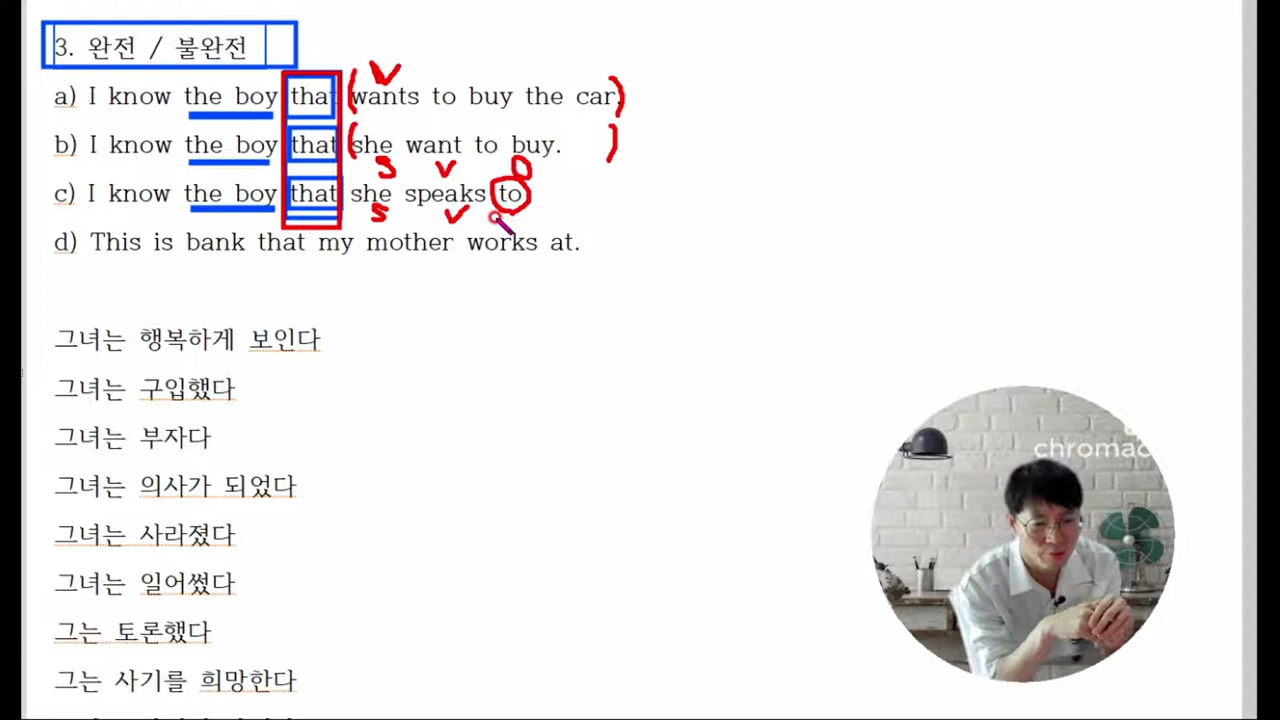 3. 완전 / 불완전
V
a) I know the boy that (wants to buy the car.)
b) I know the boy that (she want to buy. )
S V O
c) I know the boy that she speaks to
S V
d) This is bank that my mother works at.
그녀는 행복하게 보인다
그녀는 구입했다
그녀는 부자다
그녀는 의사가 되었다
그녀는 사라졌다
그녀는 일어썼다
그는 토론했다
그는 사기를 희망한다
chromac